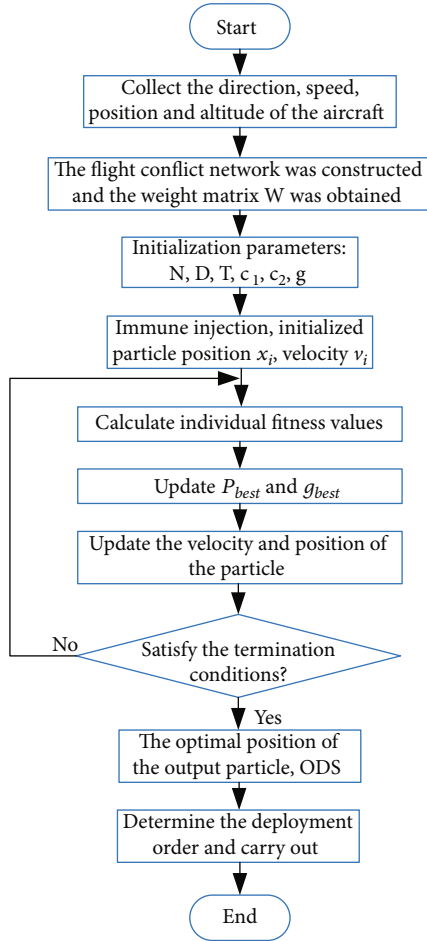 Start
Collect the direction, speed,
position and altitude of the aircraft
The flight conflict network was constructed
and the weight matrix W was obtained
Initialization parameters:
N, D, T, c₁, c₂, g
Immune injection, initialized
particle position xᵢ, velocity vᵢ
Calculate individual fitness values
Update P_best and g_best
Update the velocity and position of
the particle
No
Satisfy the termination
conditions?
Yes
The optimal position of
the output particle, ODS
Determine the deployment
order and carry out
End